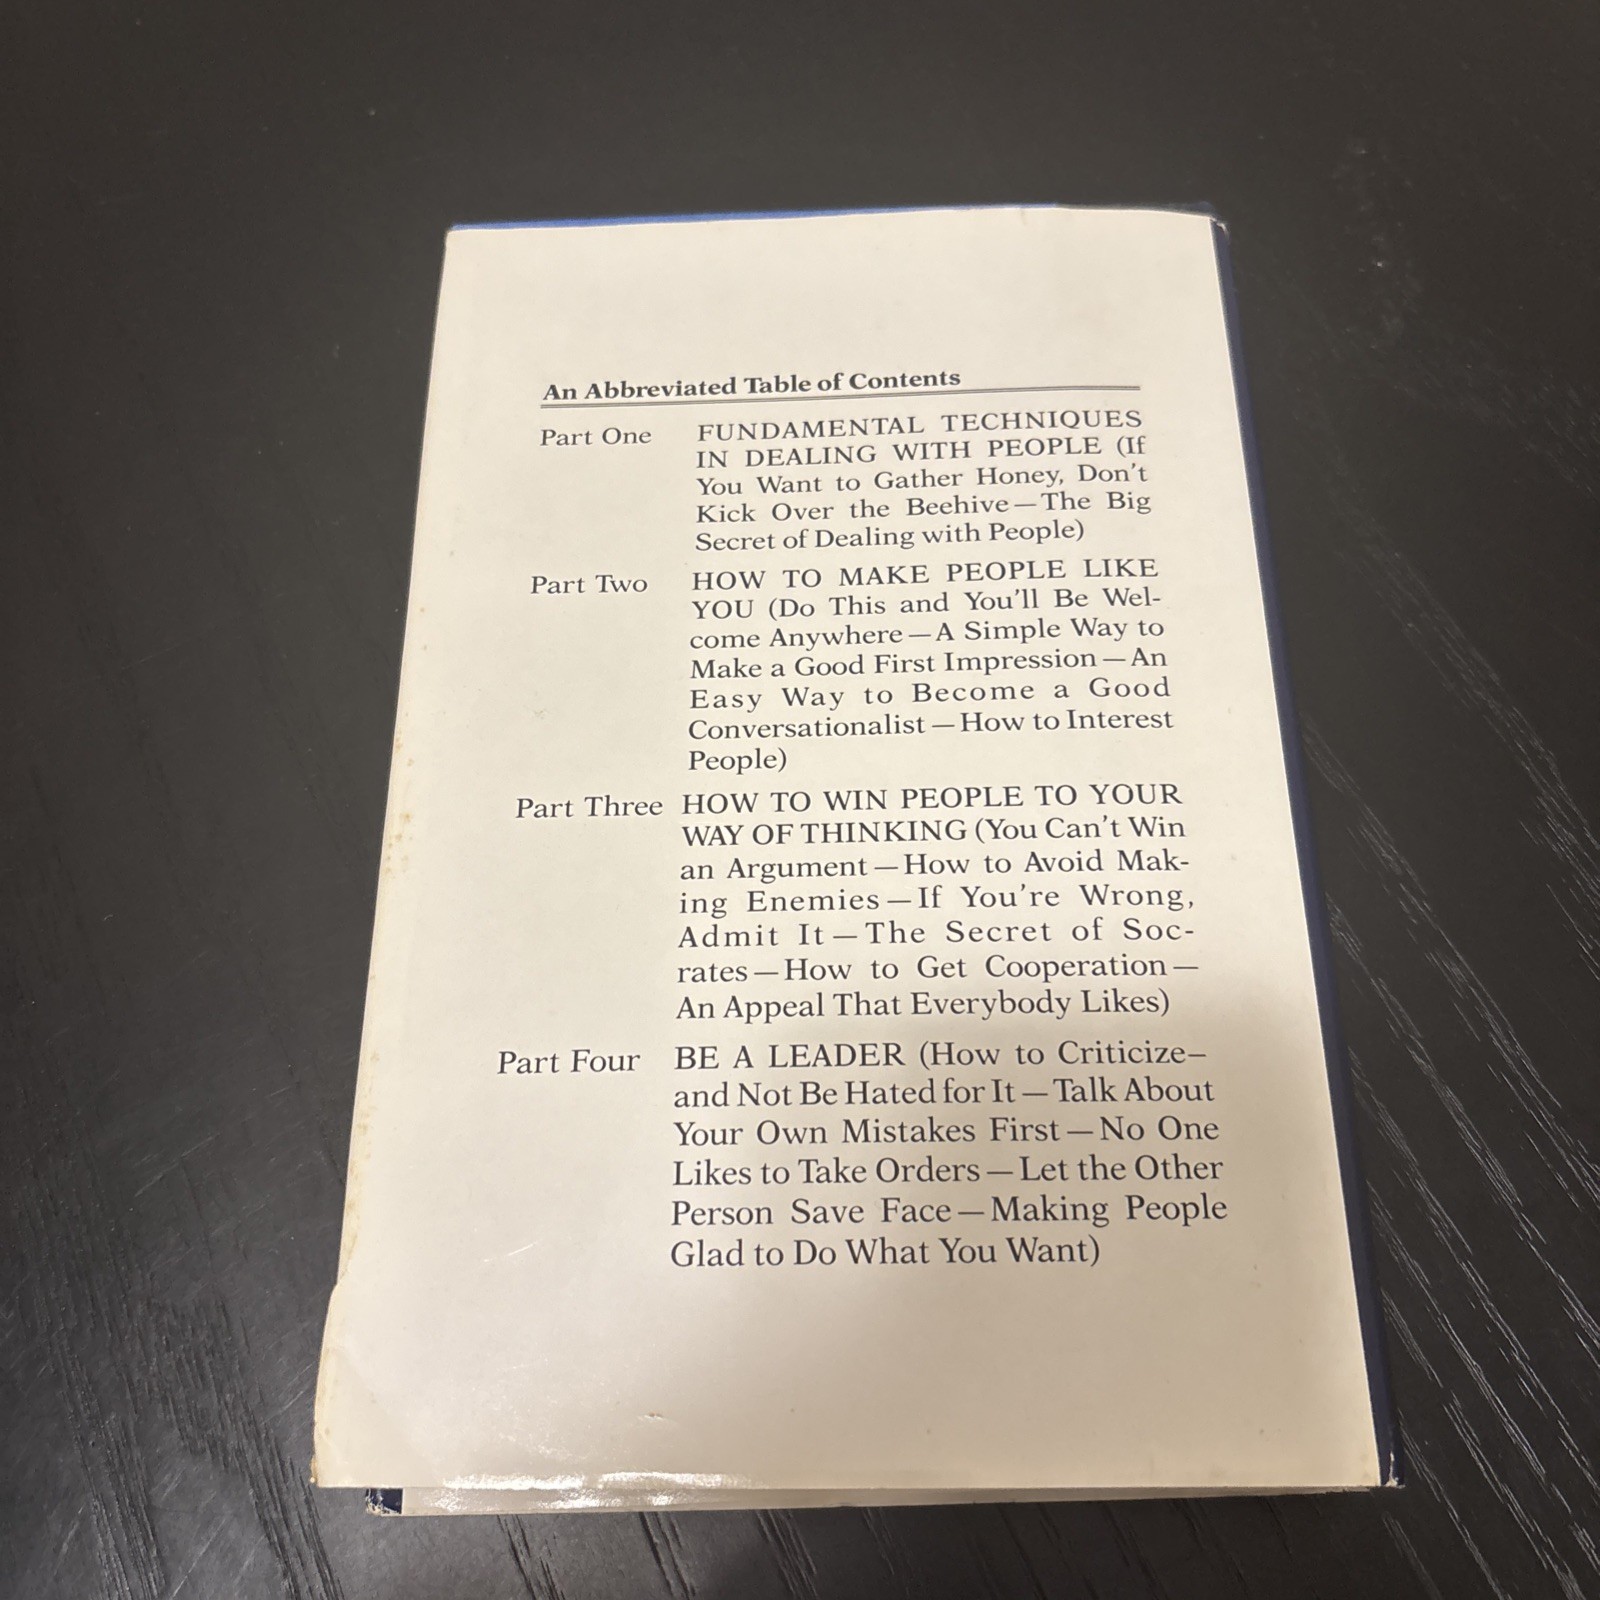 An Abbreviated Table of Contents
Part One FUNDAMENTAL TECHNIQUES
IN DEALING WITH PEOPLE (If
You Want to Gather Honey, Don't
Kick Over the Beehive—The Big
Secret of Dealing with People)
Part Two HOW TO MAKE PEOPLE LIKE
YOU (Do This and You'll Be Wel-
come Anywhere—A Simple Way to
Make a Good First Impression—An
Easy Way to Become a Good
Conversationalist—How to Interest
People)
Part Three HOW TO WIN PEOPLE TO YOUR
WAY OF THINKING (You Can't Win
an Argument—How to Avoid Mak-
ing Enemies—If You're Wrong,
Admit It—The Secret of Soc-
rates—How to Get Cooperation—
An Appeal That Everybody Likes)
Part Four BE A LEADER (How to Criticize–
and Not Be Hated for It—Talk About
Your Own Mistakes First—No One
Likes to Take Orders—Let the Other
Person Save Face—Making People
Glad to Do What You Want)